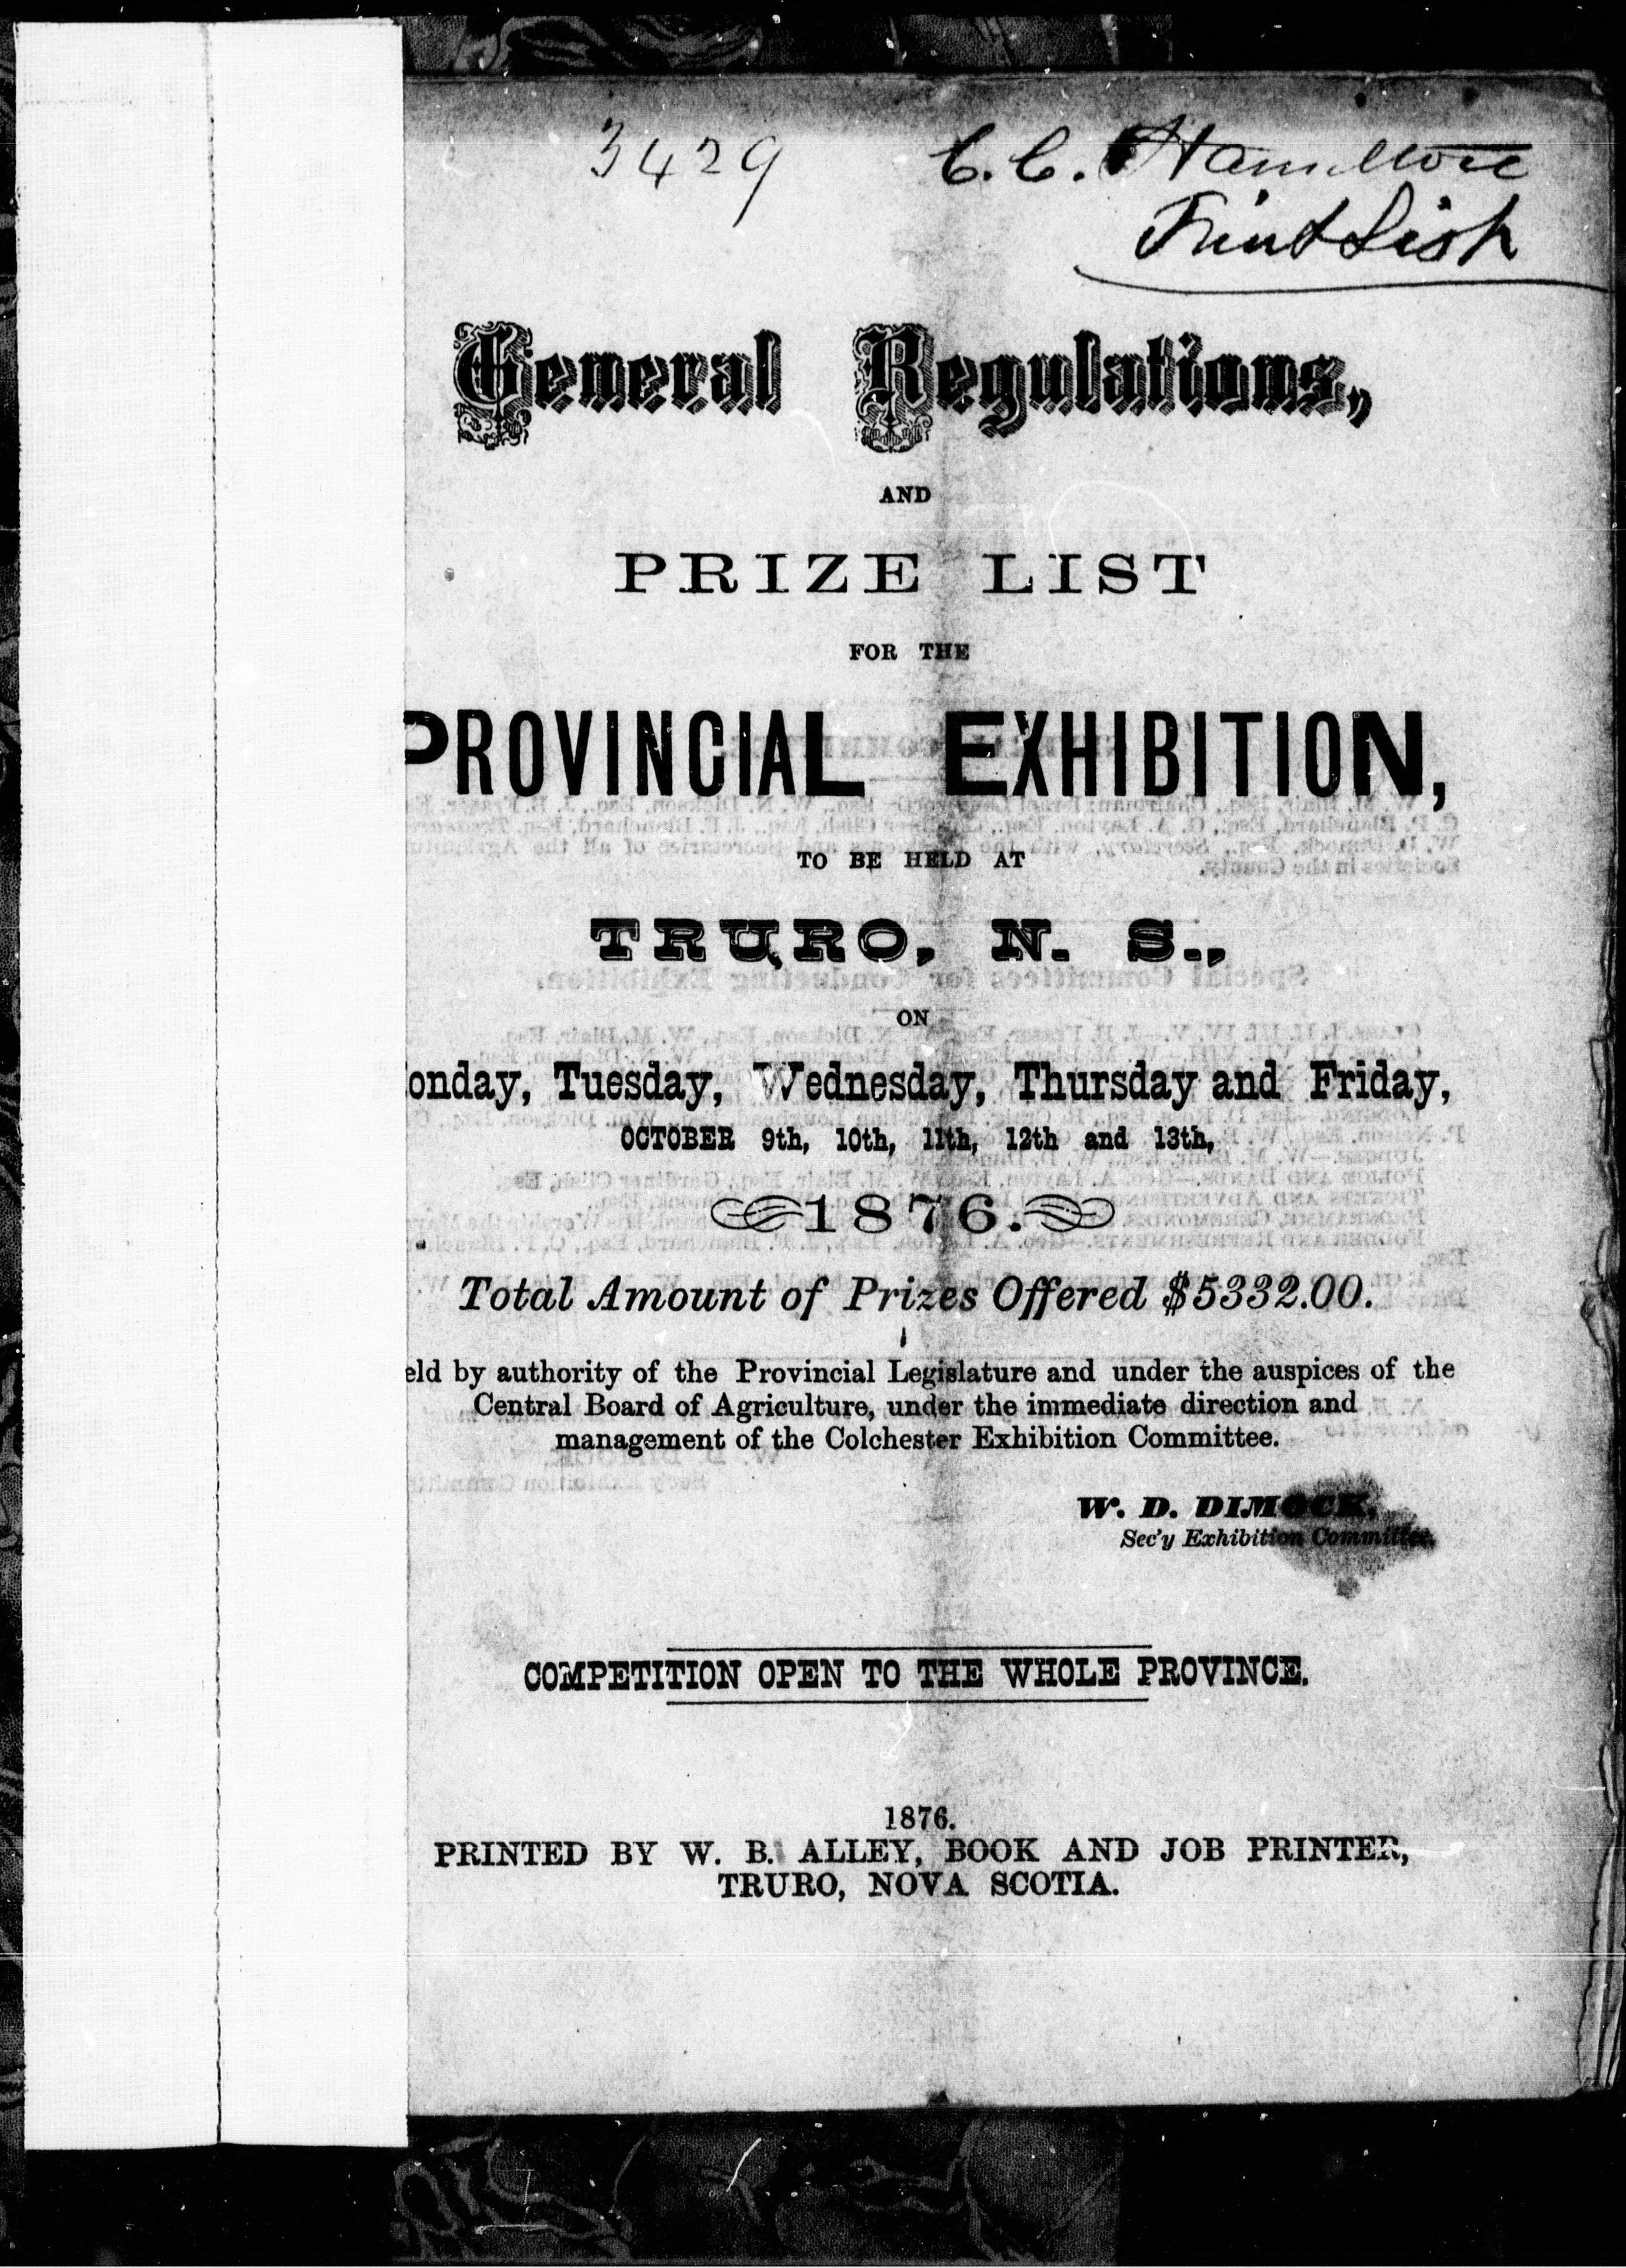 3429 C. C. Hamilton
General Regulations,
AND
PRIZE LIST
FOR THE
PROVINCIAL EXHIBITION,
TO BE HELD AT
TRURO, N. S.,
ON
onday, Tuesday, Wednesday, Thursday and Friday,
OCTOBER 9th, 10th, 11th, 12th and 13th,
1876.
Total Amount of Prizes Offered $5332.00.
eld by authority of the Provincial Legislature and under the auspices of the
Central Board of Agriculture, under the immediate direction and
management of the Colchester Exhibition Committee.
W. D. DIMOCK,
Sec'y Exhibition Committee.
COMPETITION OPEN TO THE WHOLE PROVINCE.
1876.
PRINTED BY W. B. ALLEY, BOOK AND JOB PRINTER,
TRURO, NOVA SCOTIA.